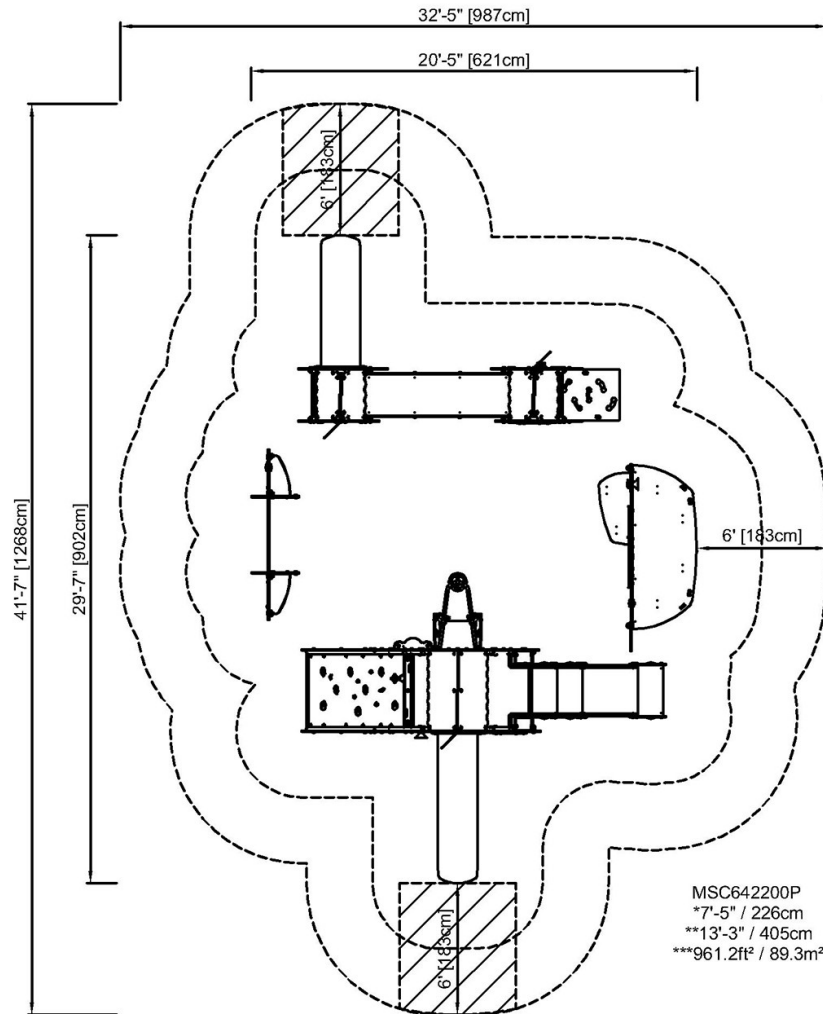 32'-5" [987cm]
20'-5" [621cm]
6' [183cm]
41'-7" [1268cm]
29'-7" [902cm]
6' [183cm]
6' [183cm]
MSC642200P
*7'-5" / 226cm
**13'-3" / 405cm
***961.2ft² / 89.3m²